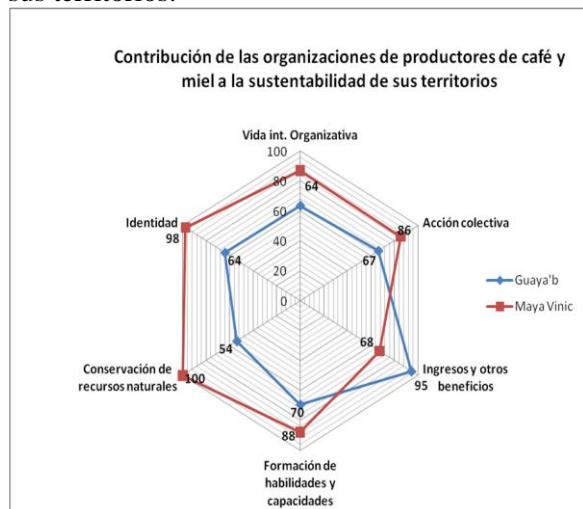 sus territorios.
Contribución de las organizaciones de productores de café y
miel a la sustentabilidad de sus territorios
Vida int. Organizativa
100
80
60
40
20
0
64
Acción colectiva
86
67
68
Ingresos y otros
beneficios
95
70
88
Formación de
habilidades y
capacidades
54
100
Conservación de
recursos naturales
Identidad
98
64
Guaya'b
Maya Vinic